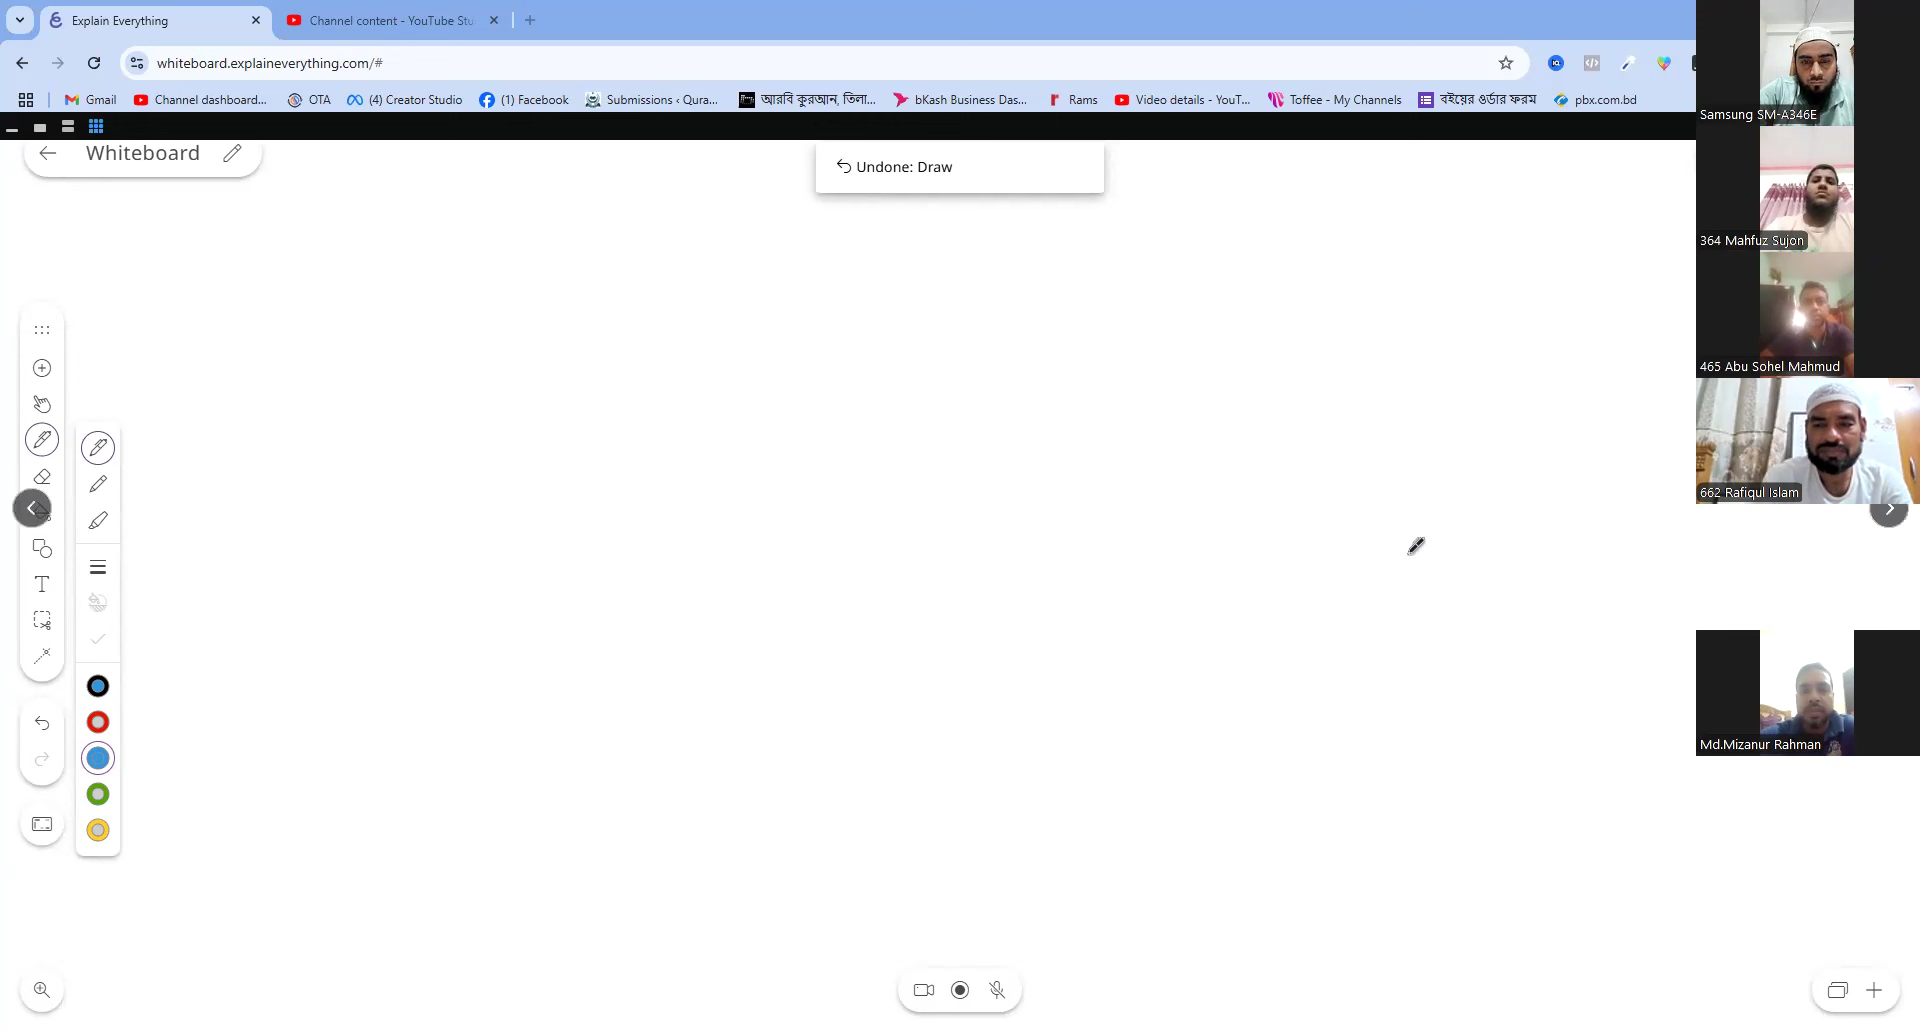 Explain Everything
Channel content - YouTube Stu
whiteboard.explaineverything.com/#
Gmail
Channel dashboard...
OTA
(4) Creator Studio
(1) Facebook
Submissions ‹ Qura...
আরবি কুরআন, তিলা...
bKash Business Das...
Rams
Video details - YouT...
Toffee - My Channels
বইয়ের ওর্ডার ফরম
pbx.com.bd
Whiteboard
Undone: Draw
Samsung SM-A346E
364 Mahfuz Sujon
465 Abu Sohel Mahmud
662 Rafiqul Islam
Md.Mizanur Rahman